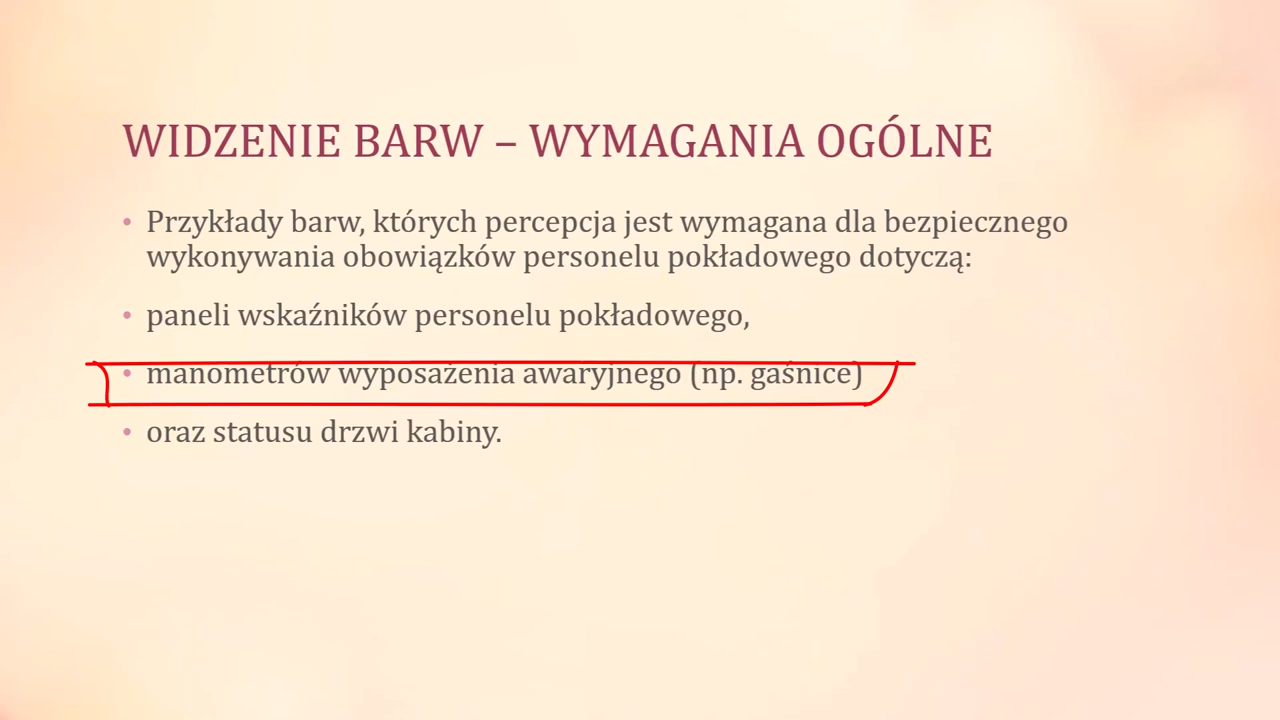 WIDZENIE BARW – WYMAGANIA OGÓLNE
• Przykłady barw, których percepcja jest wymagana dla bezpiecznego
wykonywania obowiązków personelu pokładowego dotyczą:
• paneli wskaźników personelu pokładowego,
• manometrów wyposażenia awaryjnego (np. gaśnice)
• oraz statusu drzwi kabiny.